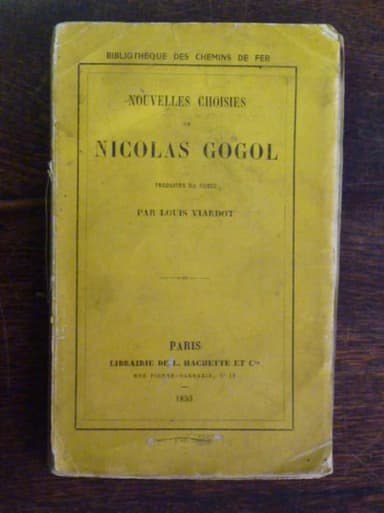 BIBLIOTHÈQUE DES CHEMINS DE FER
NOUVELLES CHOISIES
DE
NICOLAS GOGOL
TRADUITES DU RUSSE
PAR LOUIS VIARDOT
PARIS
LIBRAIRIE DE L. HACHETTE ET Cie
RUE PIERRE-SARRAZIN, N° 14
1853